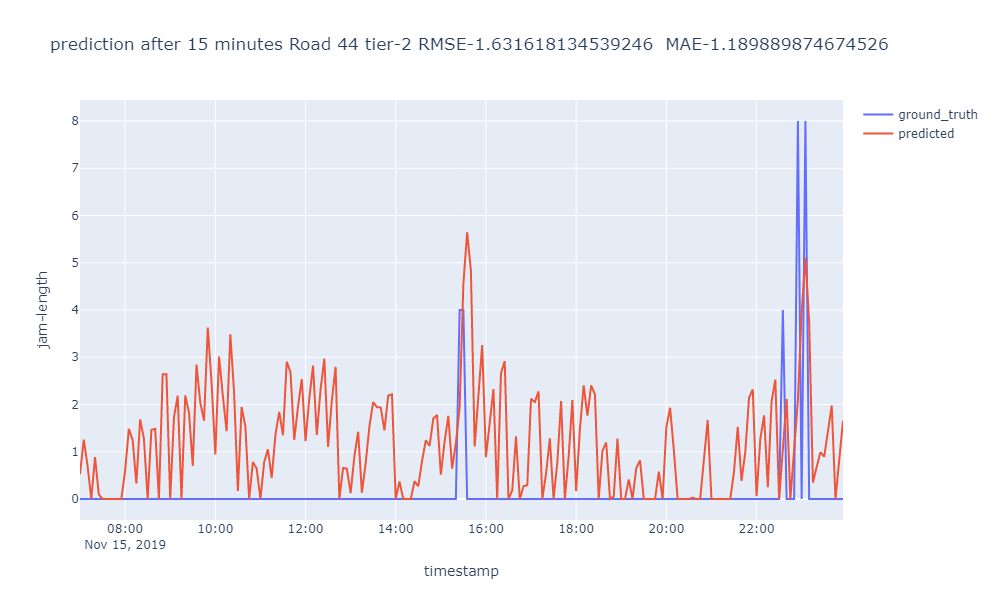 prediction after 15 minutes Road 44 tier-2 RMSE-1.631618134539246  MAE-1.189889874674526
ground_truth
predicted
8
7
6
5
4
3
2
1
0
jam-length
08:00 10:00 12:00 14:00 16:00 18:00 20:00 22:00
Nov 15, 2019
timestamp